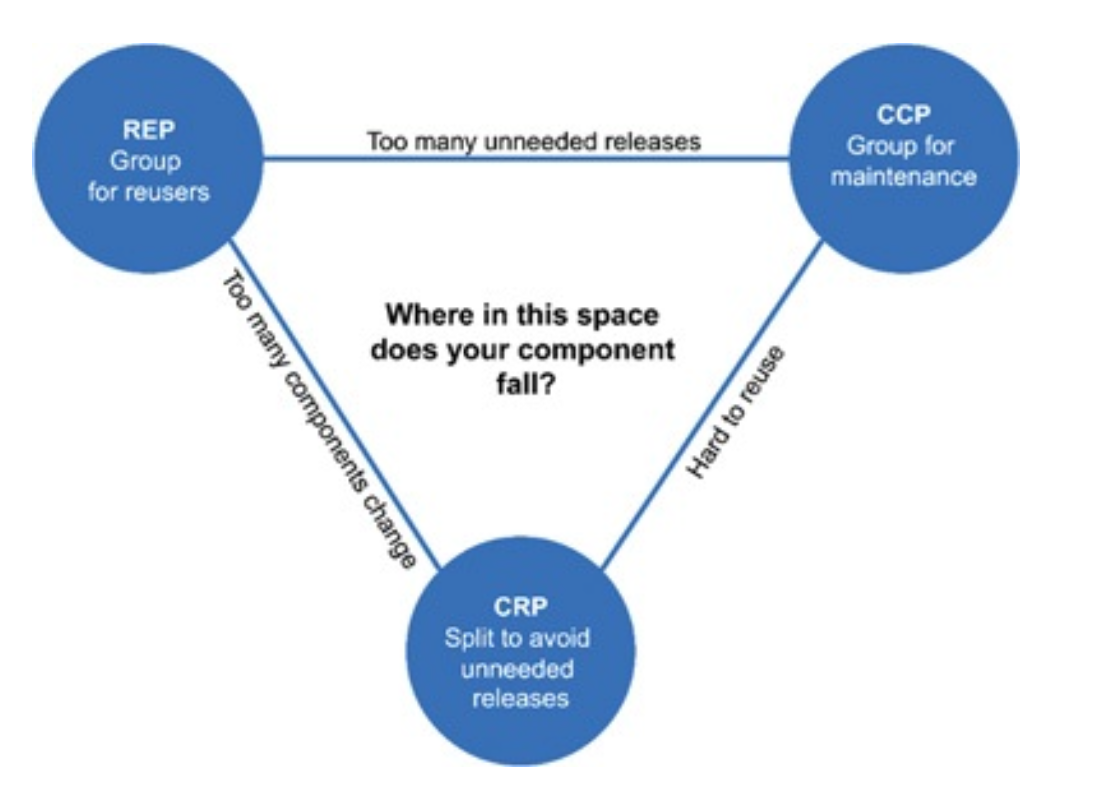 REP
Group
for reusers
Too many unneeded releases
CCP
Group for
maintenance
Too many components change
Where in this space
does your component
fall?
Hard to reuse
CRP
Split to avoid
unneeded
releases